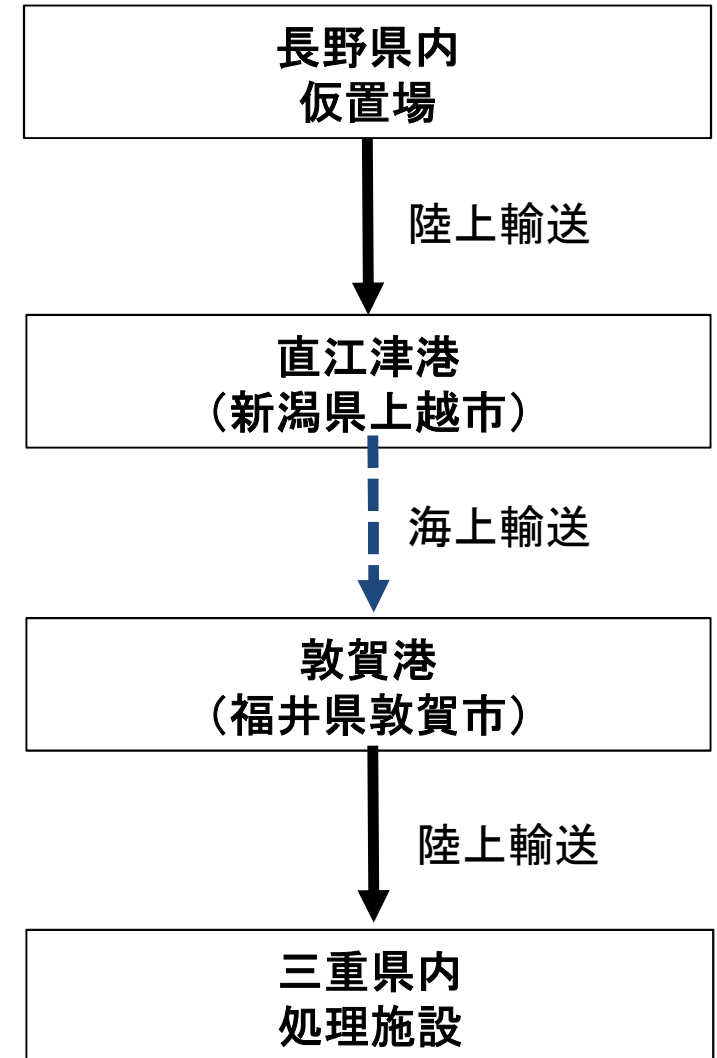 長野県内
仮置場
陸上輸送
直江津港
（新潟県上越市）
海上輸送
敦賀港
（福井県敦賀市）
陸上輸送
三重県内
処理施設